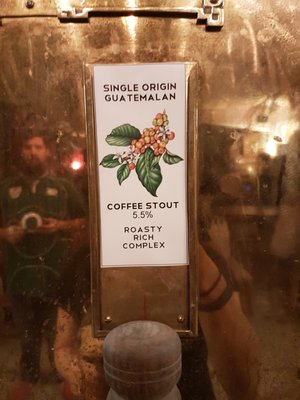 SINGLE ORIGIN
GUATEMALAN
COFFEE STOUT
5.5%
ROASTY
RICH
COMPLEX